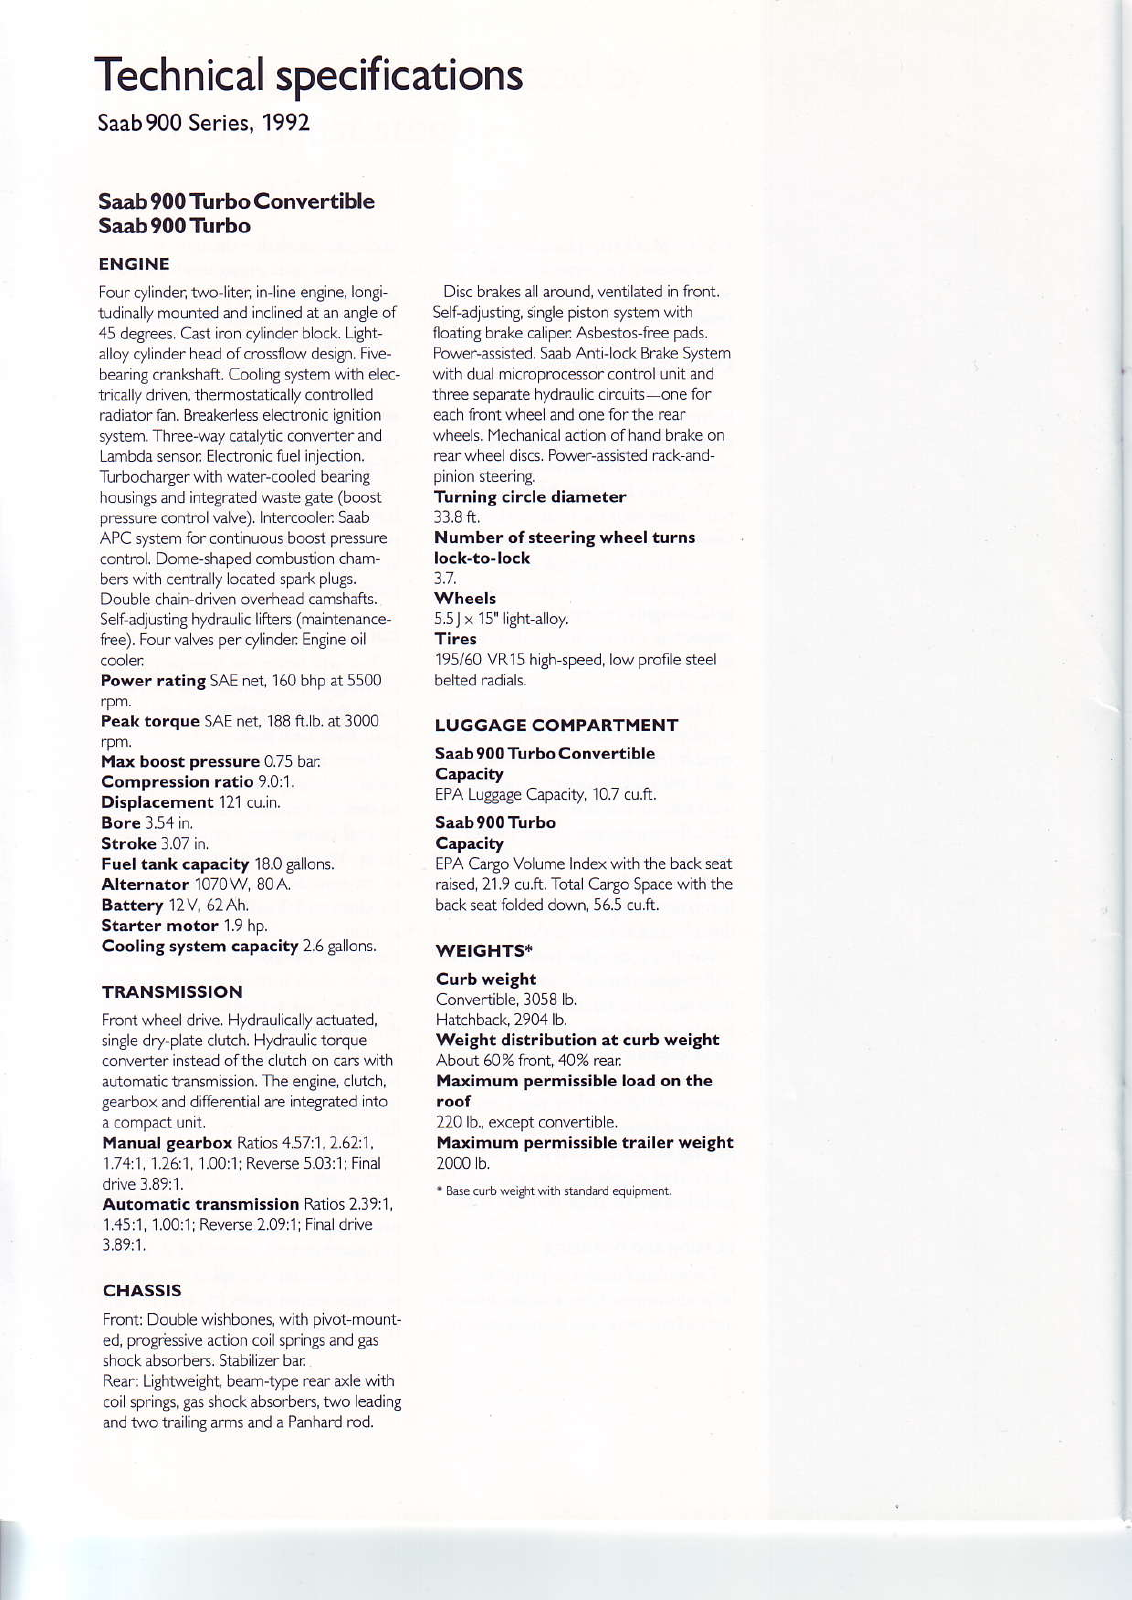 Technical specifications
Saab 900 Series, 1992
Saab 900 Turbo Convertible
Saab 900 Turbo
ENGINE
Four cylinder, two-liter, in-line engine, longi-
tudinally mounted and inclined at an angle of
45 degrees. Cast iron cylinder block. Light-
alloy cylinder head of crossflow design. Five-
bearing crankshaft. Cooling system with elec-
trically driven, thermostatically controlled
radiator fan. Breakerless electronic ignition
system. Three-way catalytic converter and
Lambda sensor. Electronic fuel injection.
Turbocharger with water-cooled bearing
housings and integrated waste gate (boost
pressure control valve). Intercooler. Saab
APC system for continuous boost pressure
control. Dome-shaped combustion cham-
bers with centrally located spark plugs.
Double chain-driven overhead camshafts.
Self-adjusting hydraulic lifters (maintenance-
free). Four valves per cylinder. Engine oil
cooler.
Power rating SAE net, 160 bhp at 5500
rpm.
Peak torque SAE net, 188 ft.lb. at 3000
rpm.
Max boost pressure 0.75 bar.
Compression ratio 9.0:1.
Displacement 121 cu.in.
Bore 3.54 in.
Stroke 3.07 in.
Fuel tank capacity 18.0 gallons.
Alternator 1070 W, 80 A.
Battery 12 V, 62 Ah.
Starter motor 1.9 hp.
Cooling system capacity 2.6 gallons.
TRANSMISSION
Front wheel drive. Hydraulically actuated,
single dry-plate clutch. Hydraulic torque
converter instead of the clutch on cars with
automatic transmission. The engine, clutch,
gearbox and differential are integrated into
a compact unit.
Manual gearbox Ratios 4.57:1, 2.62:1,
1.74:1, 1.26:1, 1.00:1; Reverse 5.03:1; Final
drive 3.89:1.
Automatic transmission Ratios 2.39:1,
1.45:1, 1.00:1; Reverse 2.09:1; Final drive
3.89:1.
CHASSIS
Front: Double wishbones, with pivot-mount-
ed, progressive action coil springs and gas
shock absorbers. Stabilizer bar.
Rear: Lightweight, beam-type rear axle with
coil springs, gas shock absorbers, two leading
and two trailing arms and a Panhard rod.
Disc brakes all around, ventilated in front.
Self-adjusting, single piston system with
floating brake caliper. Asbestos-free pads.
Power-assisted. Saab Anti-lock Brake System
with dual microprocessor control unit and
three separate hydraulic circuits—one for
each front wheel and one for the rear
wheels. Mechanical action of hand brake on
rear wheel discs. Power-assisted rack-and-
pinion steering.
Turning circle diameter
33.8 ft.
Number of steering wheel turns
lock-to-lock
3.7.
Wheels
5.5 J x 15" light-alloy.
Tires
195/60 VR15 high-speed, low profile steel
belted radials.
LUGGAGE COMPARTMENT
Saab 900 Turbo Convertible
Capacity
EPA Luggage Capacity, 10.7 cu.ft.
Saab 900 Turbo
Capacity
EPA Cargo Volume Index with the back seat
raised, 21.9 cu.ft. Total Cargo Space with the
back seat folded down, 56.5 cu.ft.
WEIGHTS*
Curb weight
Convertible, 3058 lb.
Hatchback, 2904 lb.
Weight distribution at curb weight
About 60% front, 40% rear.
Maximum permissible load on the
roof
220 lb., except convertible.
Maximum permissible trailer weight
2000 lb.
* Base curb weight with standard equipment.